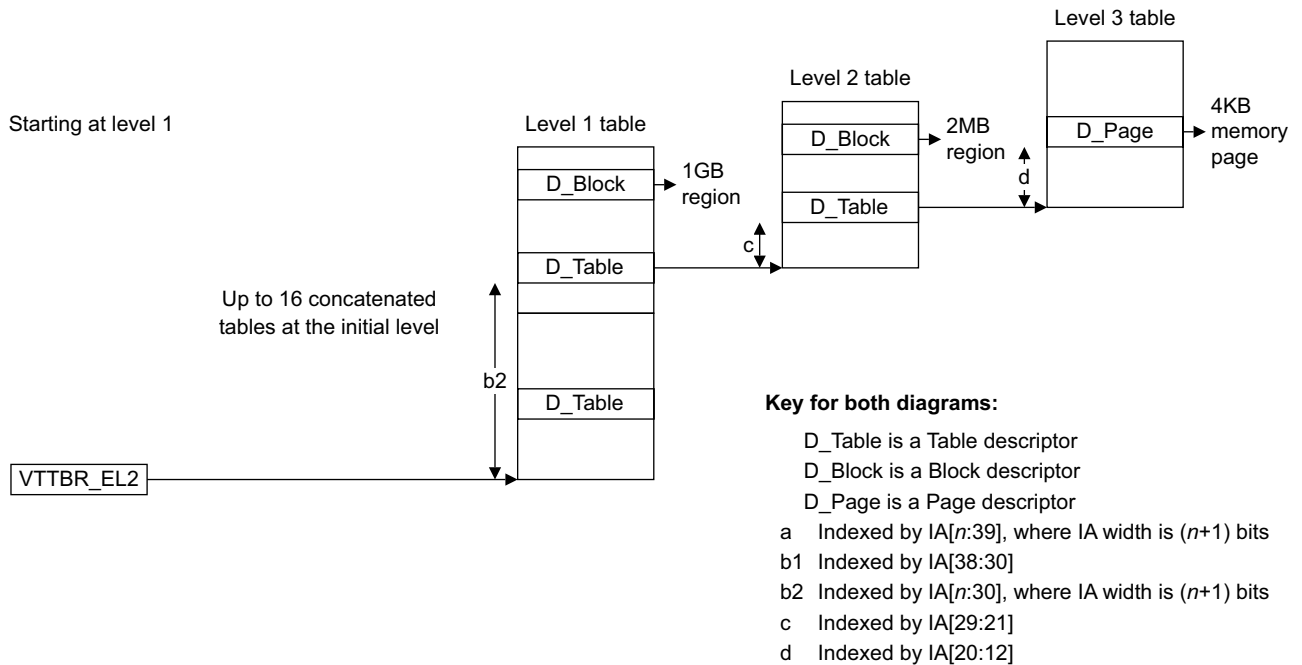 Level 3 table
Level 2 table
Starting at level 1
Level 1 table
D_Block
1GB
region
D_Table
D_Table
Up to 16 concatenated
tables at the initial level
b2
VTTBR_EL2
D_Block
2MB
region
D_Table
c
D_Page
4KB
memory
page
d
Key for both diagrams:
D_Table is a Table descriptor
D_Block is a Block descriptor
D_Page is a Page descriptor
a Indexed by IA[n:39], where IA width is (n+1) bits
b1 Indexed by IA[38:30]
b2 Indexed by IA[n:30], where IA width is (n+1) bits
c Indexed by IA[29:21]
d Indexed by IA[20:12]